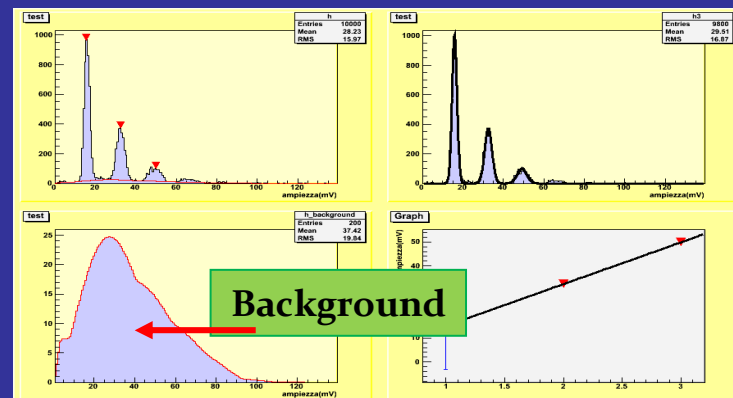 test
h
Entries 10000
Mean 28.23
RMS 15.97
1000
800
600
400
200
0
0 20 40 60 80 100 120
ampiezza(mV)
test
h3
Entries 9800
Mean 29.51
RMS 16.87
1000
800
600
400
200
0
0 20 40 60 80 100 120
ampiezza(mV)
test
h_background
Entries 200
Mean 37.42
RMS 19.84
25
20
15
10
5
0
20 40 60 80 100 120
ampiezza(mV)
Graph
50
40
0
1 1.5 2 2.5 3
Background